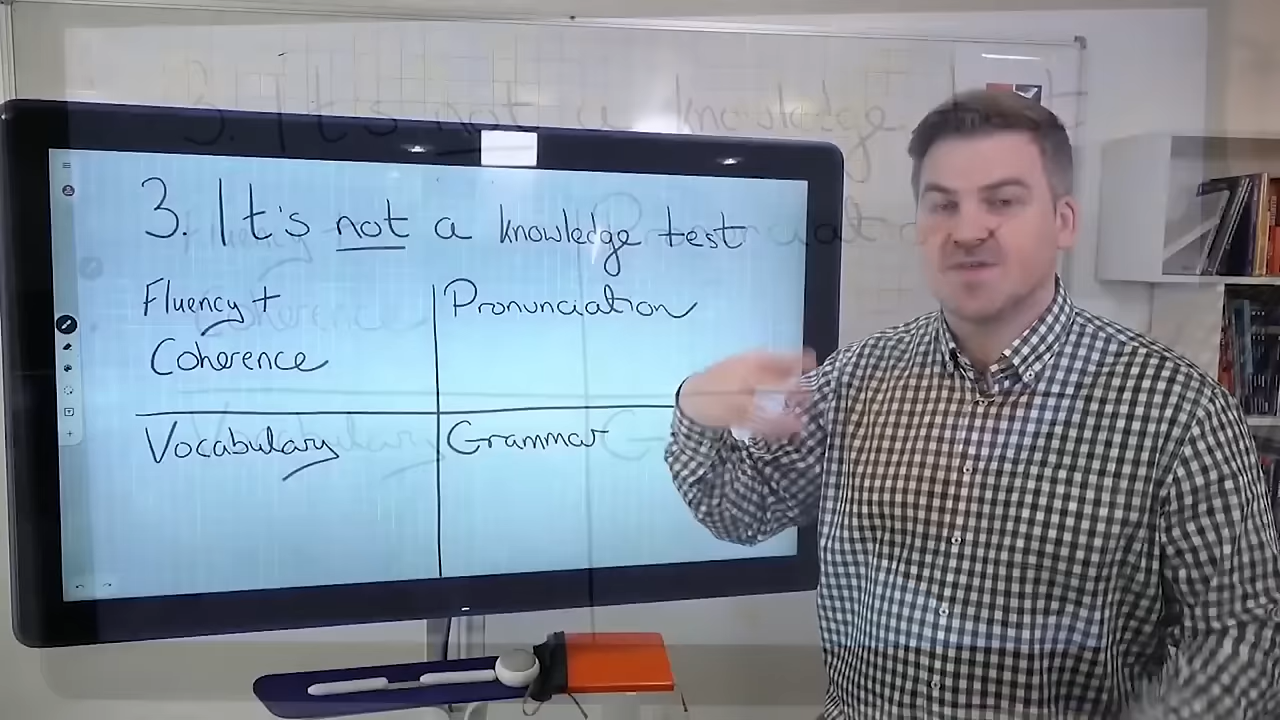 3. It's not a knowledge test
Fluency +
Coherence
Pronunciation
Vocabulary
Grammar